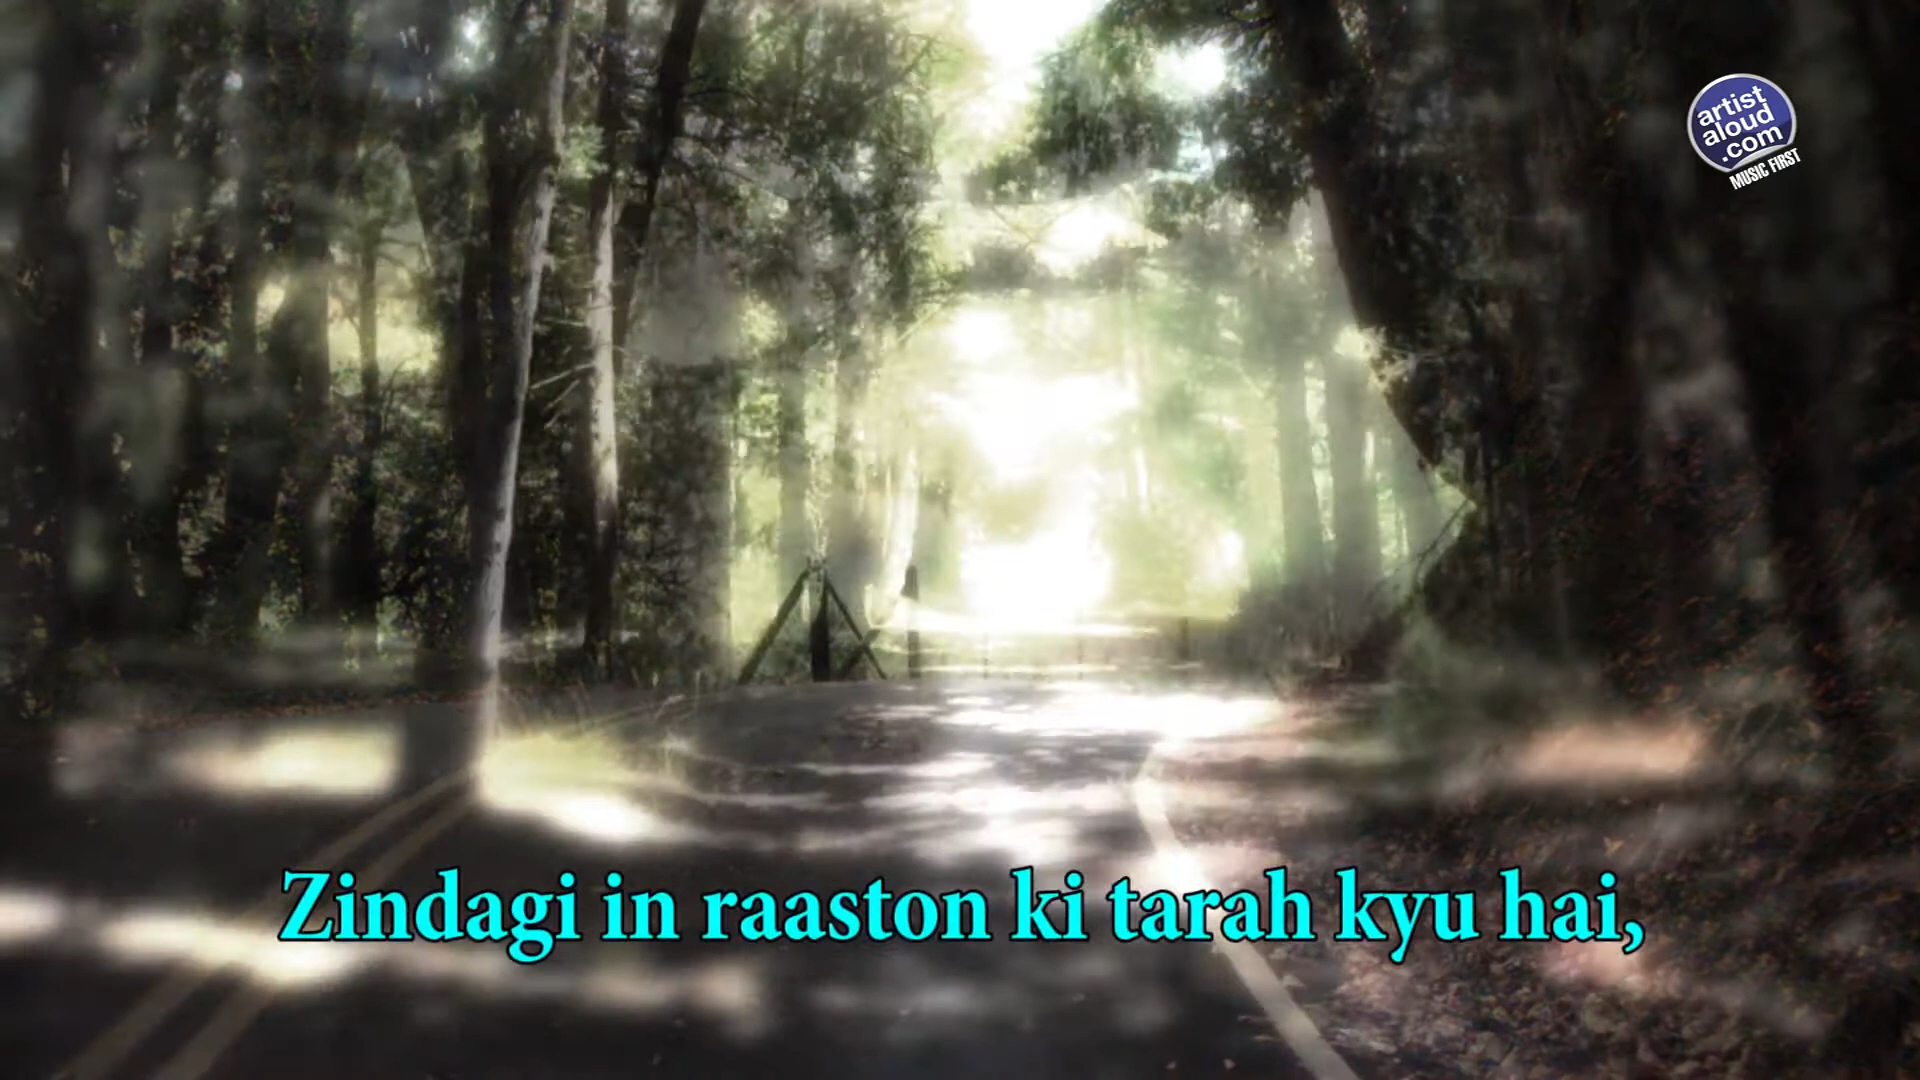 artist
aloud
.com
MUSIC FIRST
Zindagi in raaston ki tarah kyu hai,